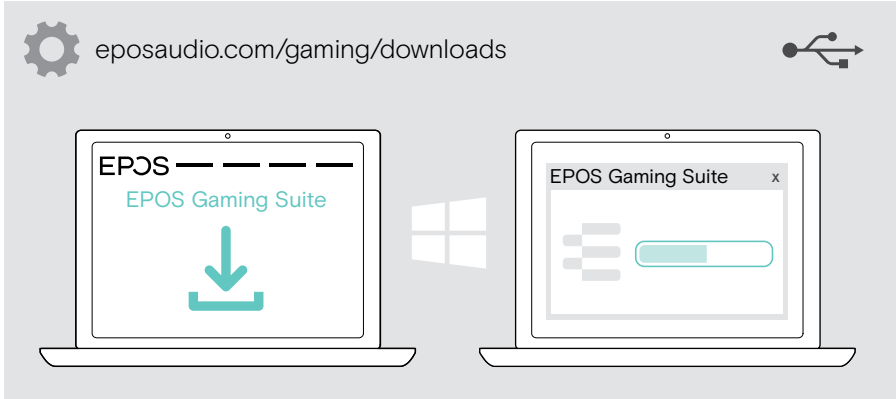 eposaudio.com/gaming/downloads
EPOS
EPOS Gaming Suite
EPOS Gaming Suite x